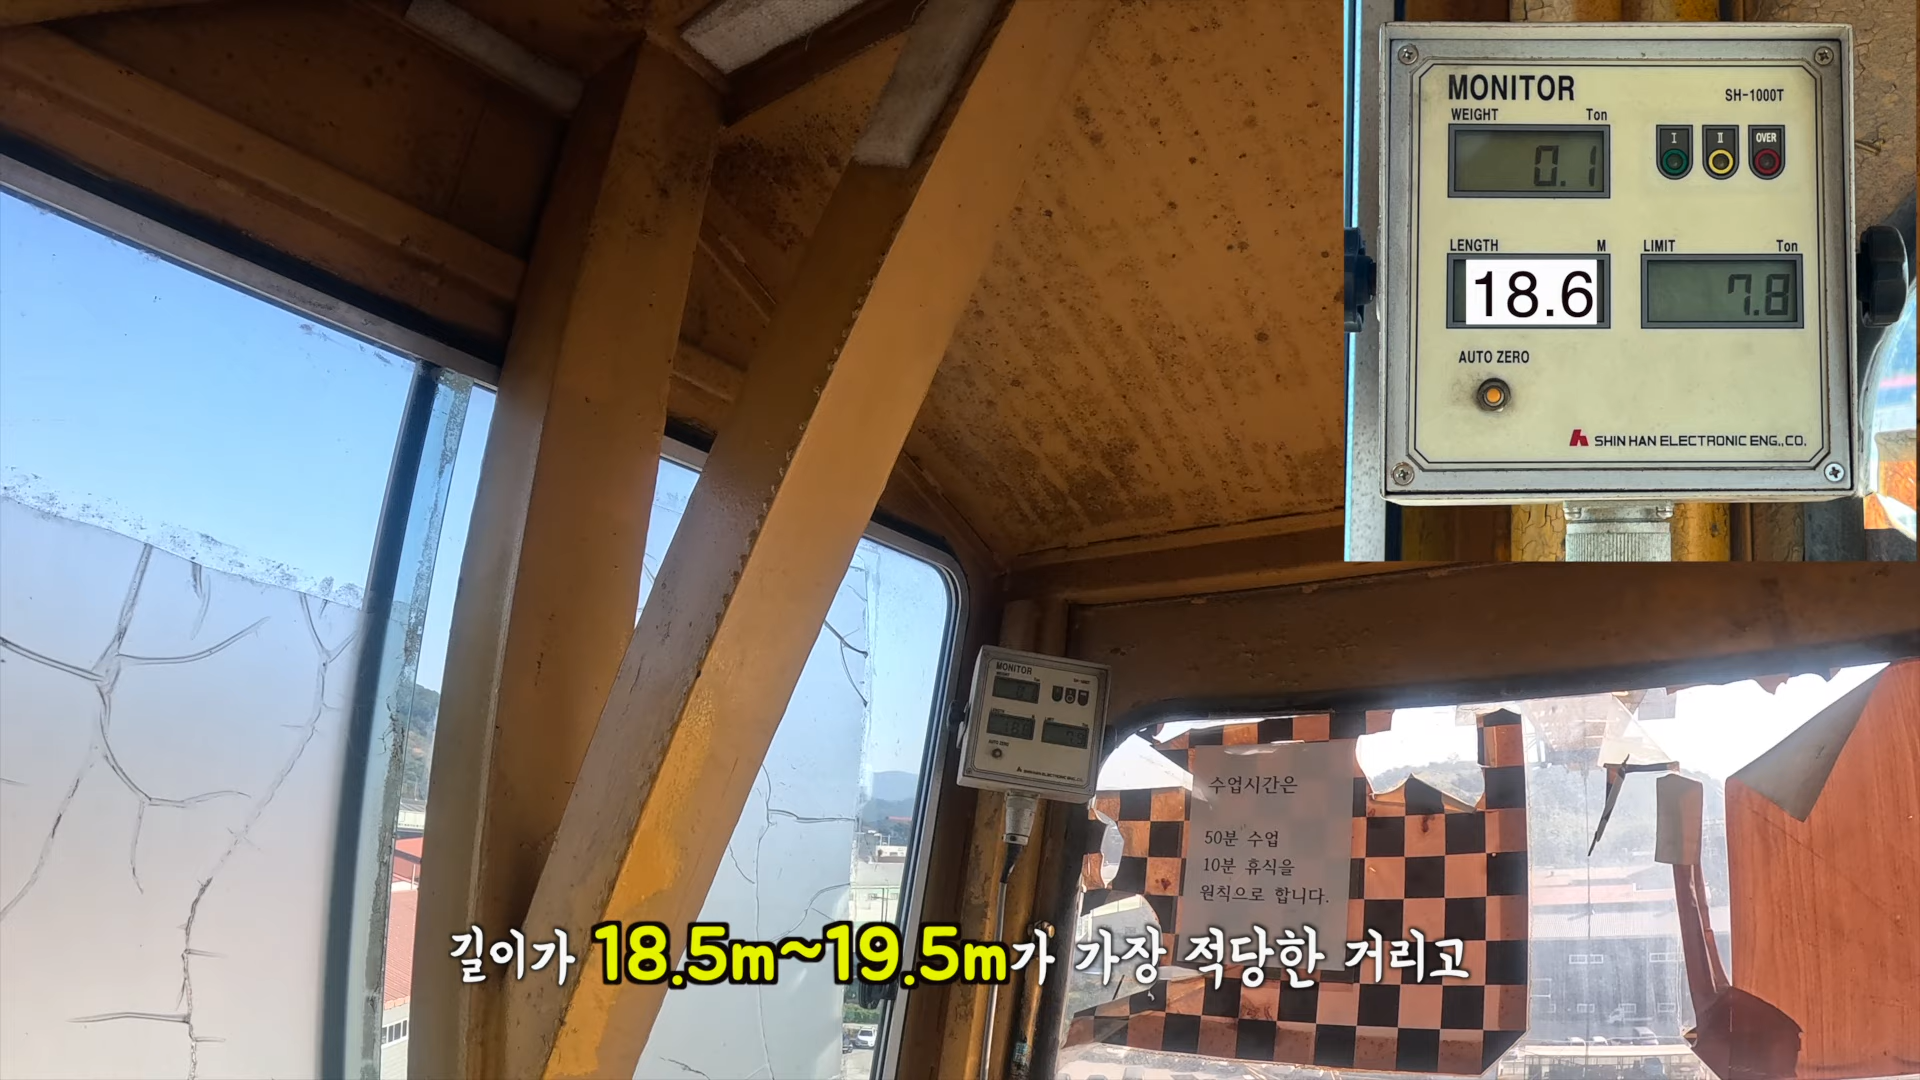 MONITOR
SH-1000T
WEIGHT Ton
I II OVER
0.1
LENGTH M LIMIT Ton
18.6 7.8
AUTO ZERO
SHIN HAN ELECTRONIC ENG.,CO.
MONITOR
수업시간은
50분 수업
10분 휴식을
원칙으로 합니다.
길이가 18.5m~19.5m가 가장 적당한 거리고